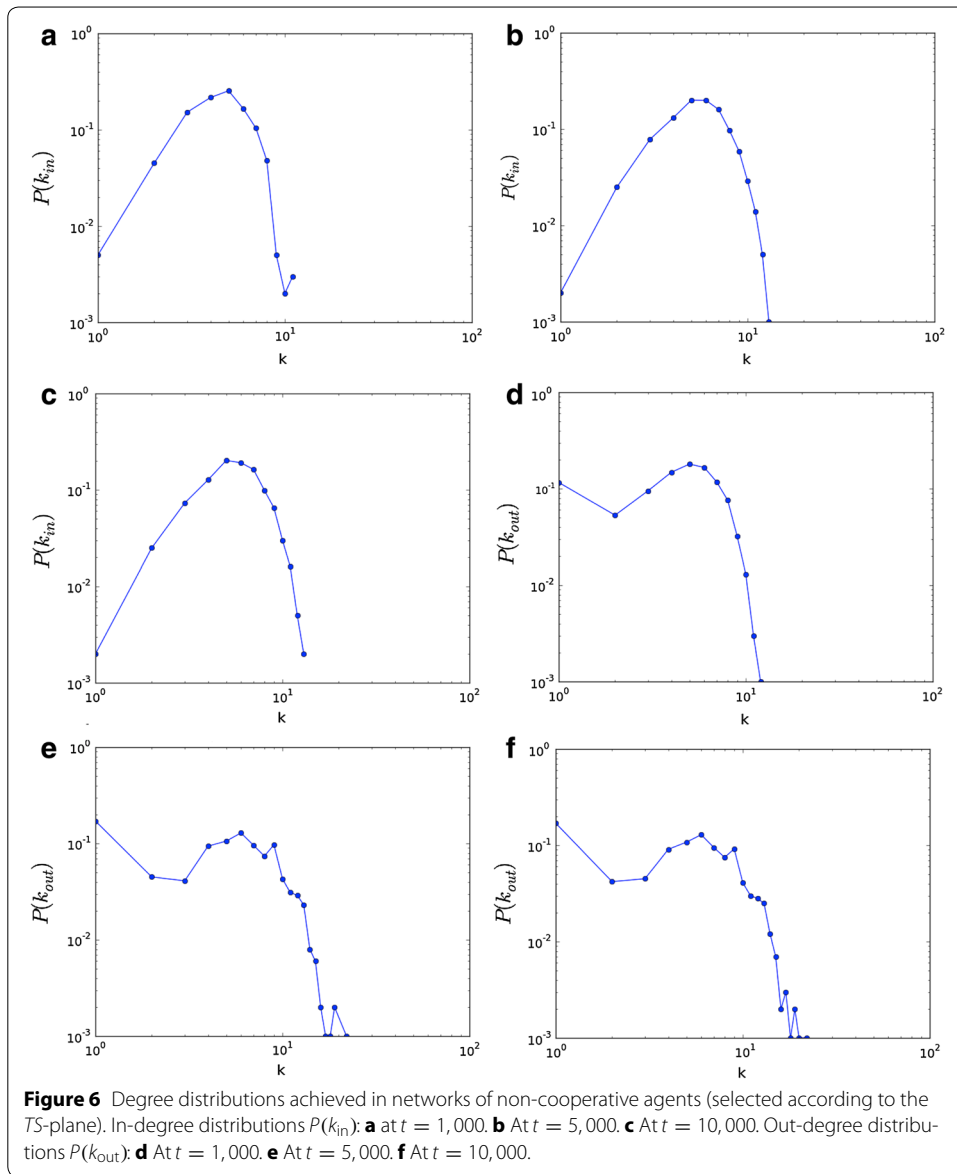 a
10^0
10^-1
10^-2
10^-3
P(k_in)
10^0
10^1
10^2
k
b
10^0
10^-1
10^-2
10^-3
P(k_in)
10^0
10^1
10^2
k
c
10^0
10^-1
10^-2
10^-3
P(k_in)
10^0
10^1
10^2
k
d
10^0
10^-1
10^-2
10^-3
P(k_out)
10^0
10^1
10^2
k
e
10^0
10^-1
10^-2
10^-3
P(k_out)
10^0
10^1
10^2
k
f
10^0
10^-1
10^-2
10^-3
P(k_out)
10^0
10^1
10^2
k
Figure 6 Degree distributions achieved in networks of non-cooperative agents (selected according to the
TS-plane). In-degree distributions P(k_in): a at t = 1,000. b At t = 5,000. c At t = 10,000. Out-degree distribu-
tions P(k_out): d At t = 1,000. e At t = 5,000. f At t = 10,000.